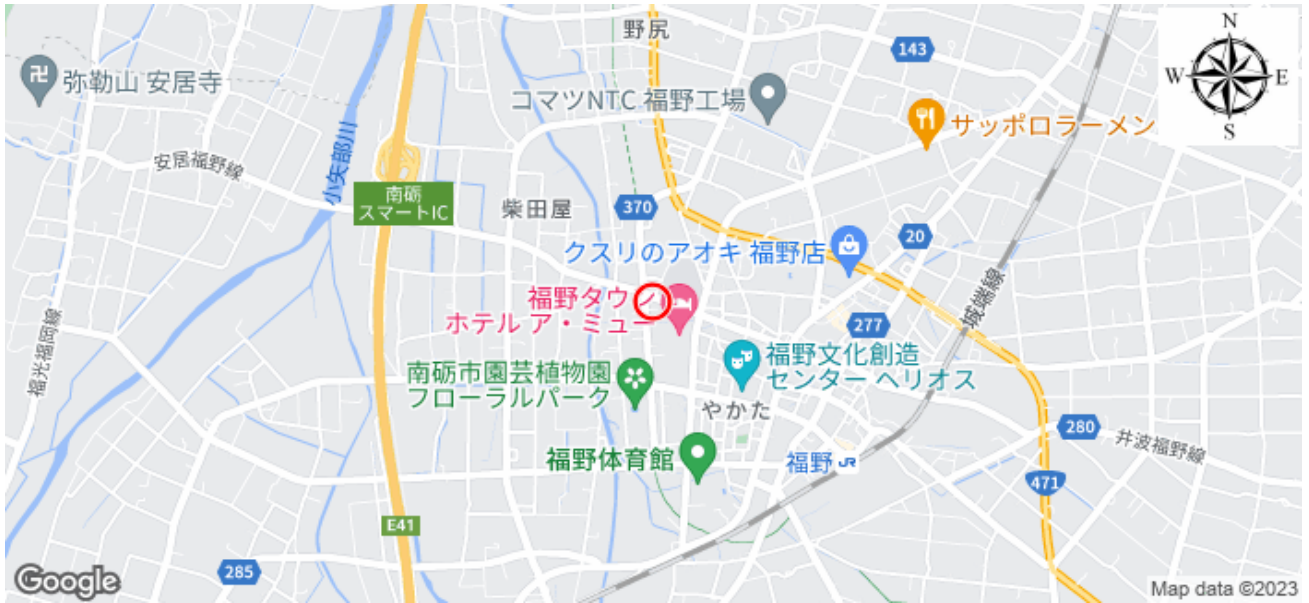 野尻
143
N
W
E
S
弥勒山 安居寺
コマツNTC 福野工場
サッポロラーメン
安居福野線
小矢部川
南砺
スマートIC
柴田屋
370
20
クスリのアオキ 福野店
城端線
福野タウン
ホテル ア・ミュー
277
福光福岡線
福野文化創造
センター ヘリオス
南砺市園芸植物園
フローラルパーク
やかた
280
井波福野線
福野体育館
福野 JR
471
E41
285
Google
Map data ©2023